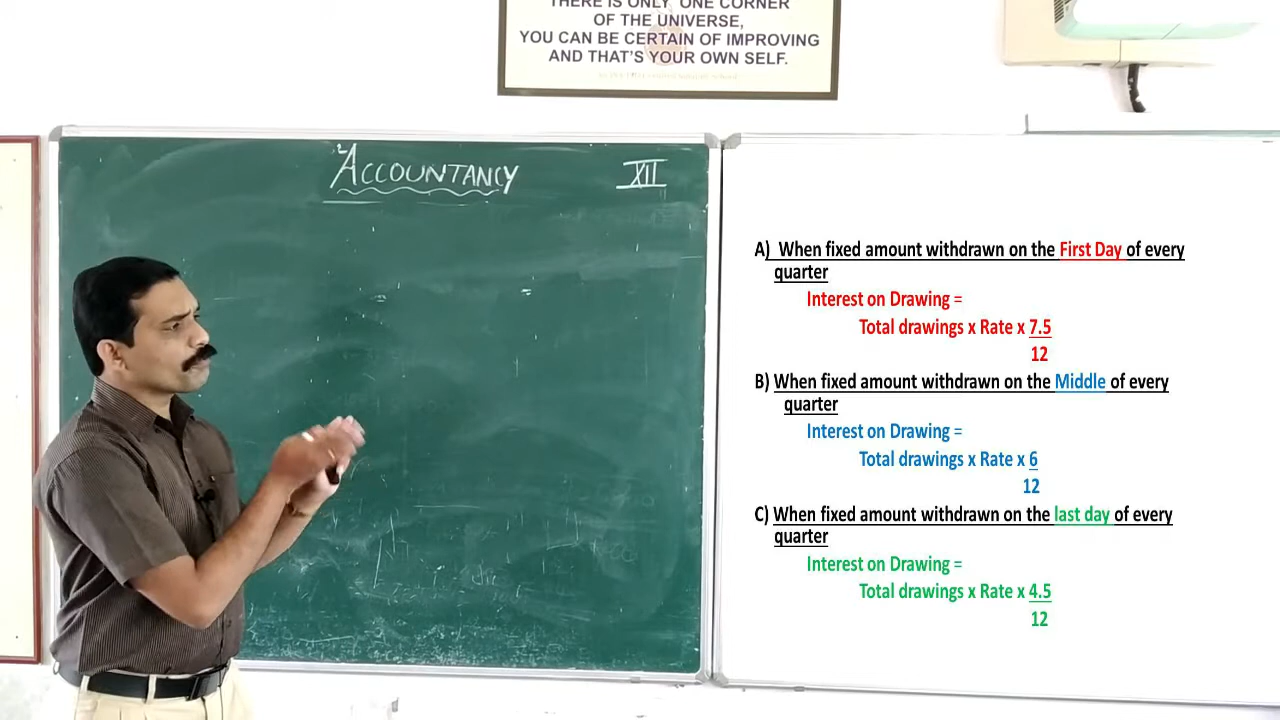 THERE IS ONLY ONE CORNER
OF THE UNIVERSE,
YOU CAN BE CERTAIN OF IMPROVING
AND THAT'S YOUR OWN SELF.
ACCOUNTANCY
XII
A) When fixed amount withdrawn on the First Day of every
quarter
Interest on Drawing =
Total drawings x Rate x 7.5
12
B) When fixed amount withdrawn on the Middle of every
quarter
Interest on Drawing =
Total drawings x Rate x 6
12
C) When fixed amount withdrawn on the last day of every
quarter
Interest on Drawing =
Total drawings x Rate x 4.5
12